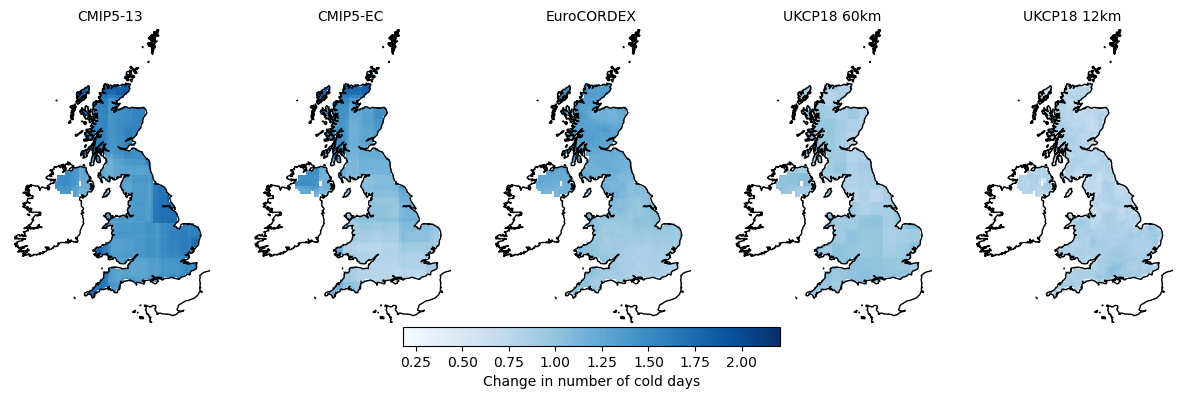 CMIP5-13 CMIP5-EC EuroCORDEX UKCP18 60km UKCP18 12km
0.25 0.50 0.75 1.00 1.25 1.50 1.75 2.00
Change in number of cold days